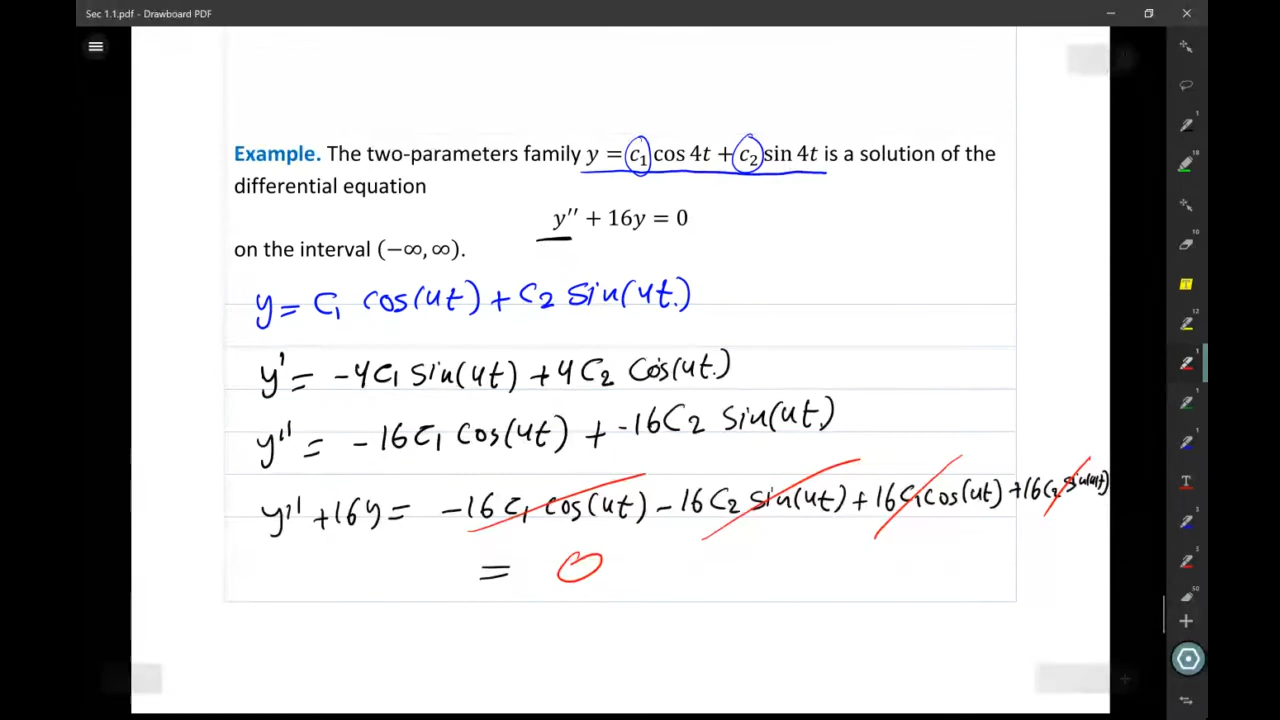 Sec 1.1.pdf - Drawboard PDF
Example. The two-parameters family y = c₁ cos 4t + c₂ sin 4t is a solution of the
differential equation
y′′ + 16y = 0
on the interval (−∞, ∞).
y = C₁ cos(4t) + C₂ sin(4t)
y' = -4C₁ sin(4t) + 4C₂ cos(4t)
y'' = -16C₁ cos(4t) + -16C₂ sin(4t)
y'' + 16y = -16C₁ cos(4t) - 16C₂ sin(4t) + 16C₁ cos(4t) + 16C₂ sin(4t)
= 0